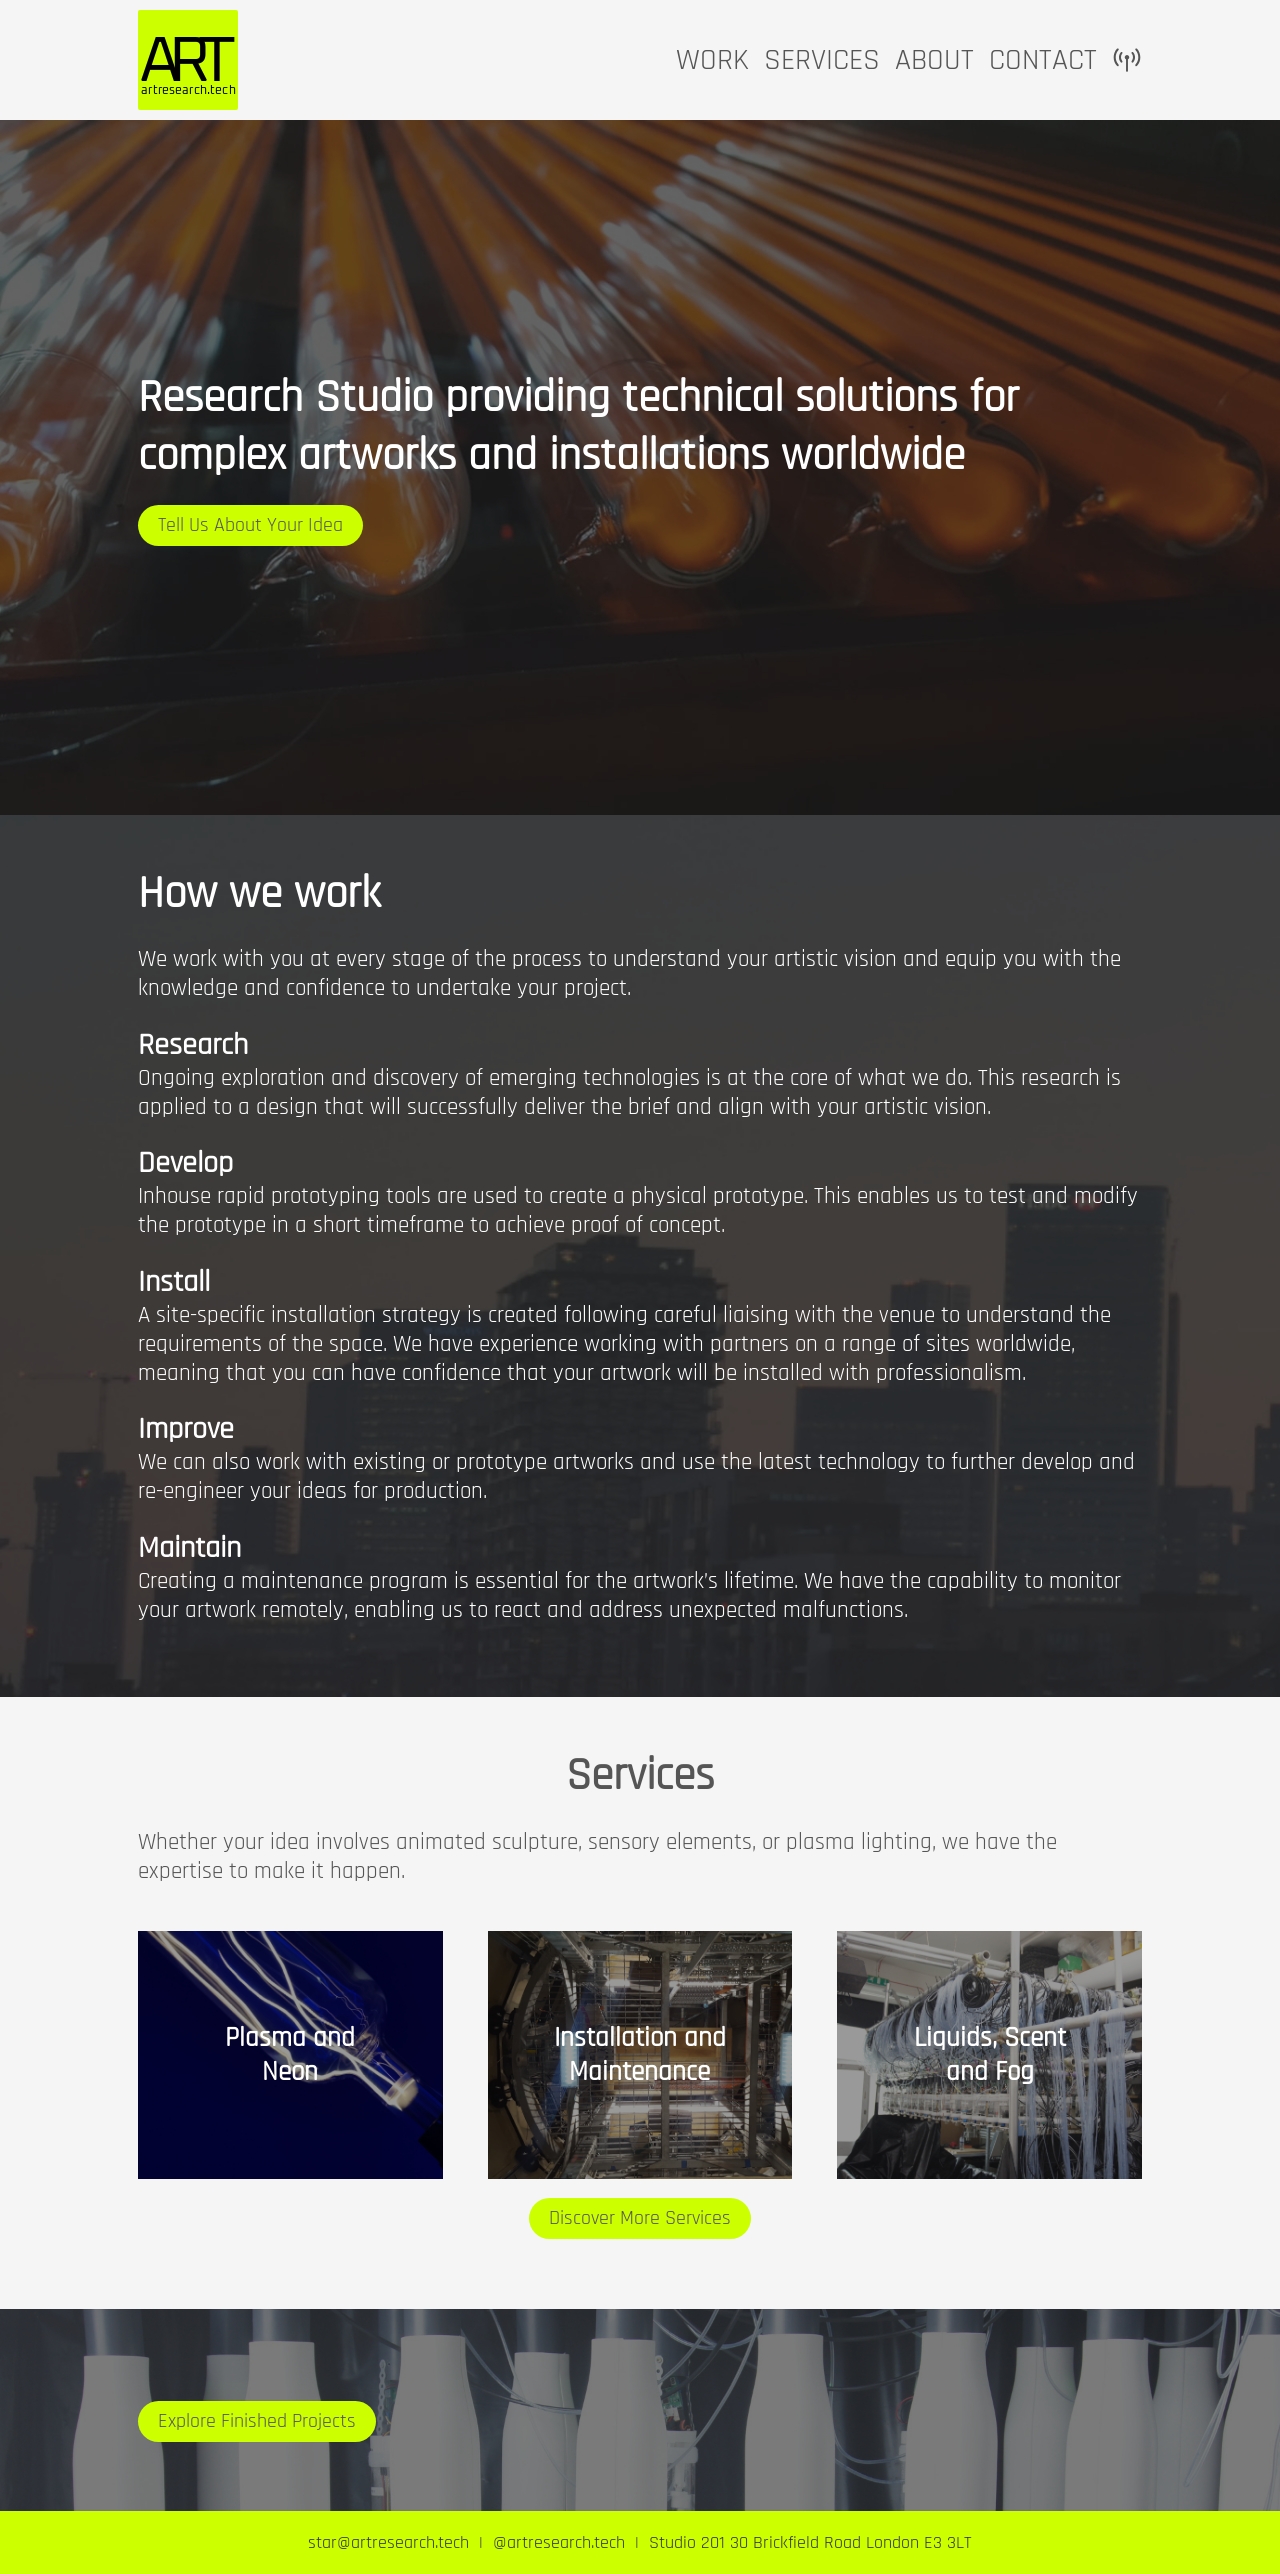 ART
artresearch.tech
WORK SERVICES ABOUT CONTACT
Research Studio providing technical solutions for
complex artworks and installations worldwide
Tell Us About Your Idea
How we work
We work with you at every stage of the process to understand your artistic vision and equip you with the
knowledge and confidence to undertake your project.
Research
Ongoing exploration and discovery of emerging technologies is at the core of what we do. This research is
applied to a design that will successfully deliver the brief and align with your artistic vision.
Develop
Inhouse rapid prototyping tools are used to create a physical prototype. This enables us to test and modify
the prototype in a short timeframe to achieve proof of concept.
Install
A site-specific installation strategy is created following careful liaising with the venue to understand the
requirements of the space. We have experience working with partners on a range of sites worldwide,
meaning that you can have confidence that your artwork will be installed with professionalism.
Improve
We can also work with existing or prototype artworks and use the latest technology to further develop and
re-engineer your ideas for production.
Maintain
Creating a maintenance program is essential for the artwork's lifetime. We have the capability to monitor
your artwork remotely, enabling us to react and address unexpected malfunctions.
Services
Whether your idea involves animated sculpture, sensory elements, or plasma lighting, we have the
expertise to make it happen.
Plasma and
Neon
Installation and
Maintenance
Liquids, Scent
and Fog
Discover More Services
Explore Finished Projects
star@artresearch.tech | @artresearch.tech | Studio 201 30 Brickfield Road London E3 3LT